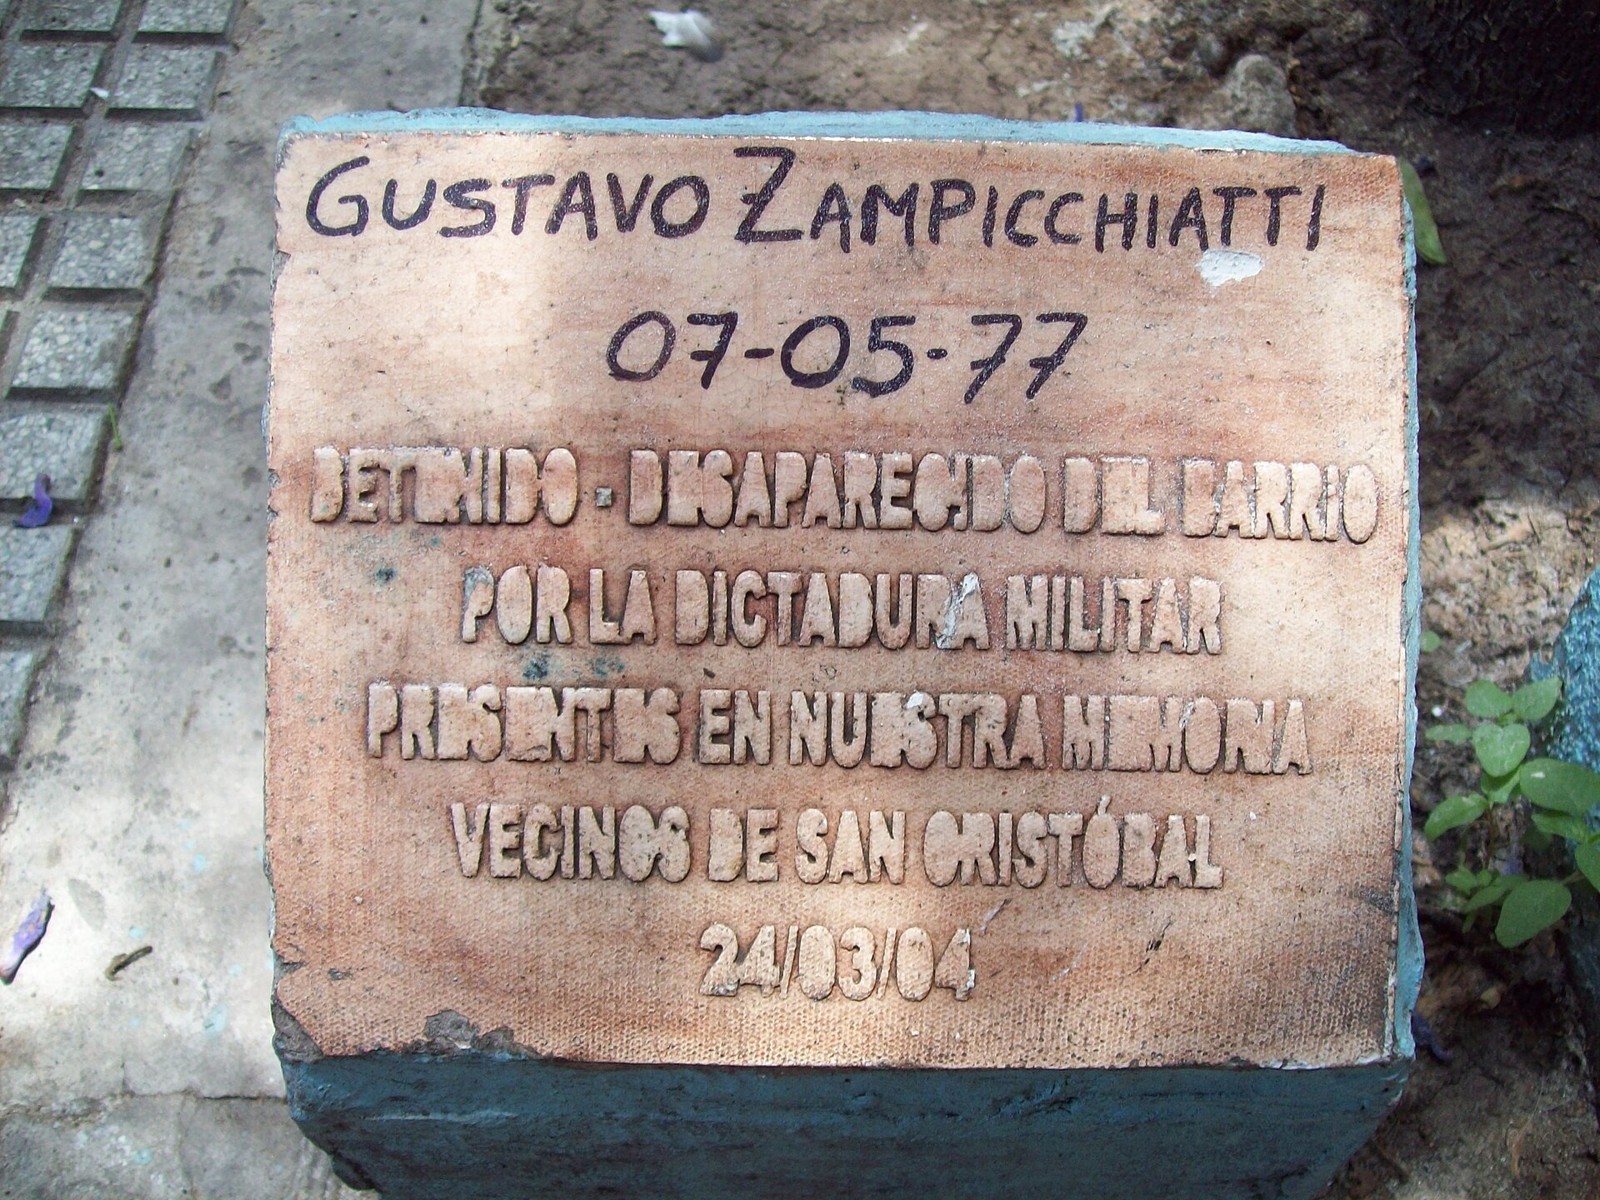 GUSTAVO ZAMPICCHIATTI
07-05-77
DETENIDO - DESAPARECIDO DEL BARRIO
POR LA DICTADURA MILITAR
PRESENTES EN NUESTRA MEMORIA
VECINOS DE SAN CRISTÓBAL
24/03/04